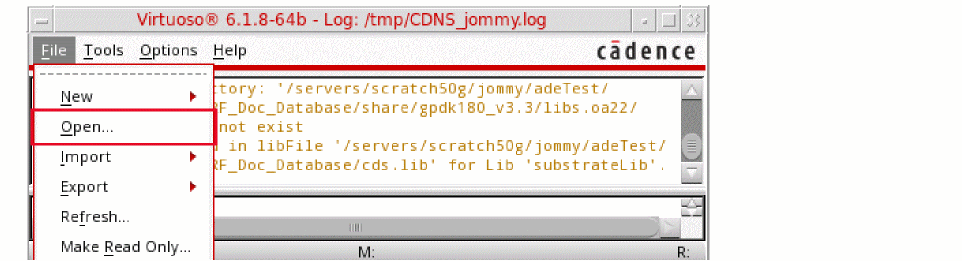 Virtuoso® 6.1.8-64b - Log: /tmp/CDNS_jommy.log
File Tools Options Help
cādence
ctory: '/servers/scratch50g/jommy/adeTest/
New
RF_Doc_Database/share/gpdk180_v3.3/libs.oa22/
Open...
not exist
Import
d in libFile '/servers/scratch50g/jommy/adeTest/
RF_Doc_Database/cds.lib' for Lib 'substrateLib'.
Export
Refresh...
Make Read Only...
M:
R: